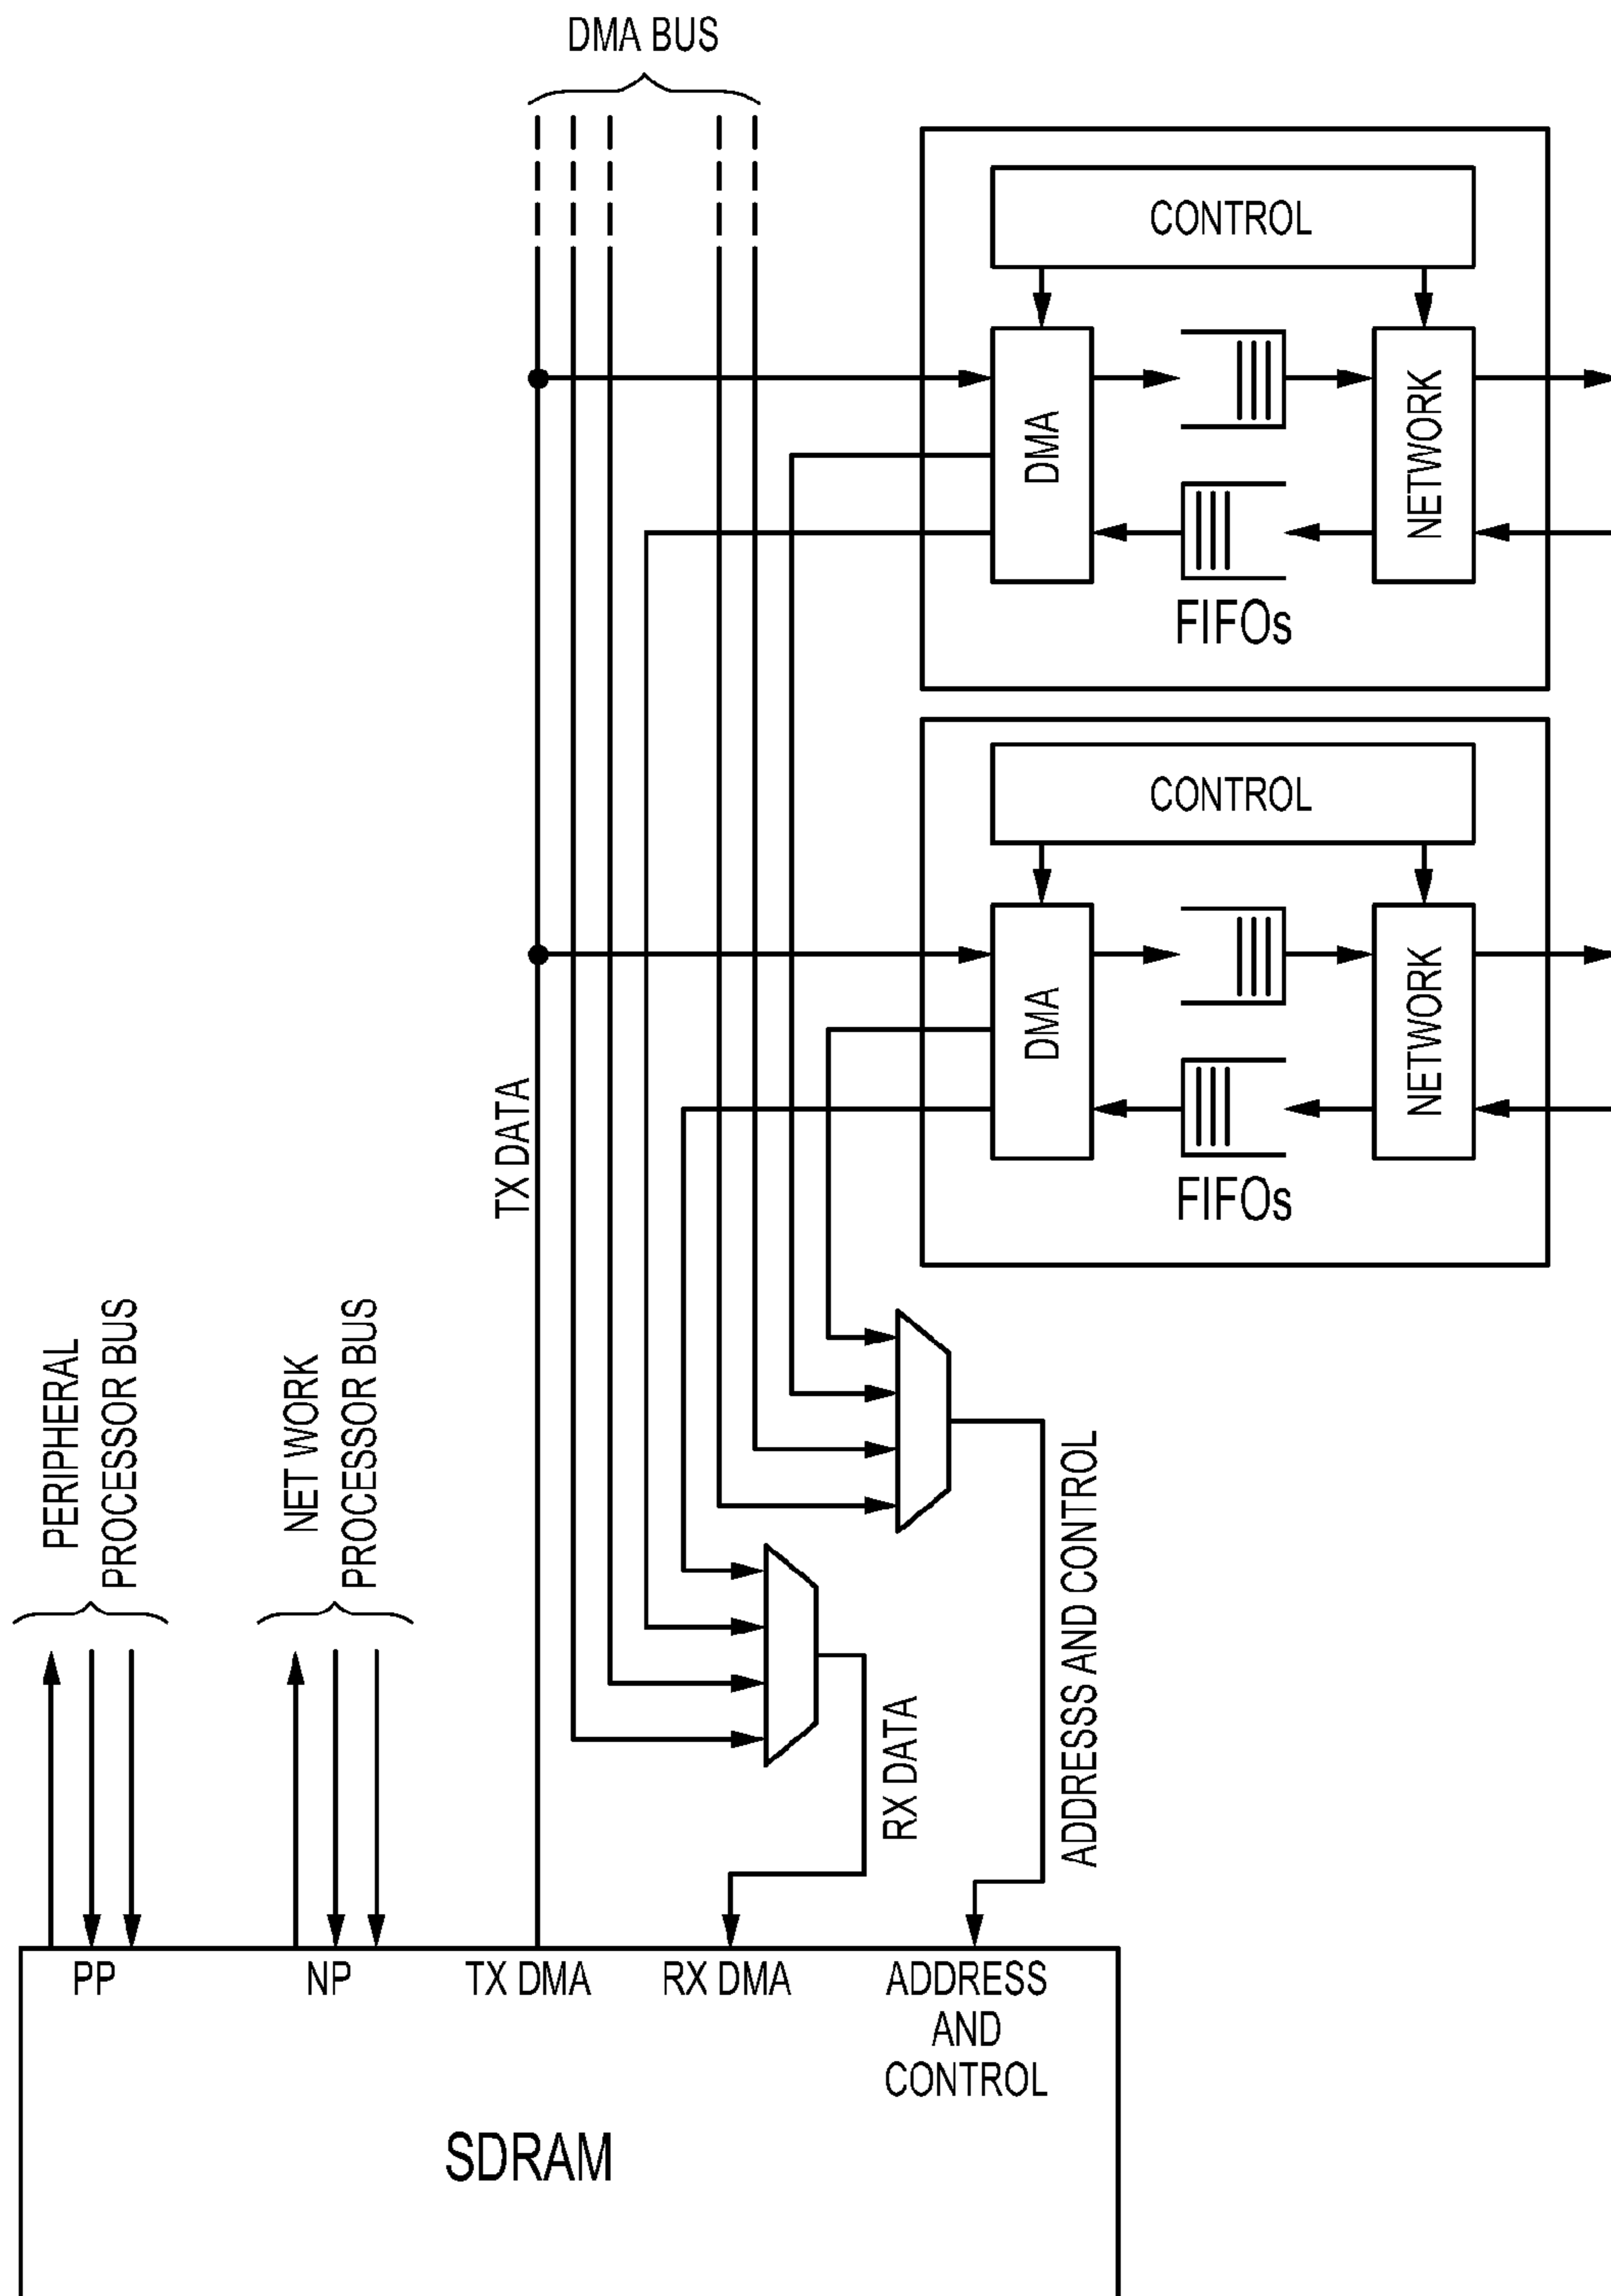 DMA BUS
CONTROL
DMA
NETWORK
FIFOs
CONTROL
DMA
NETWORK
FIFOs
TX DATA
PERIPHERAL
PROCESSOR BUS
NET WORK
PROCESSOR BUS
ADDRESSS AND CONTROL
RX DATA
PP
NP
TX DMA
RX DMA
ADDRESS
AND
CONTROL
SDRAM